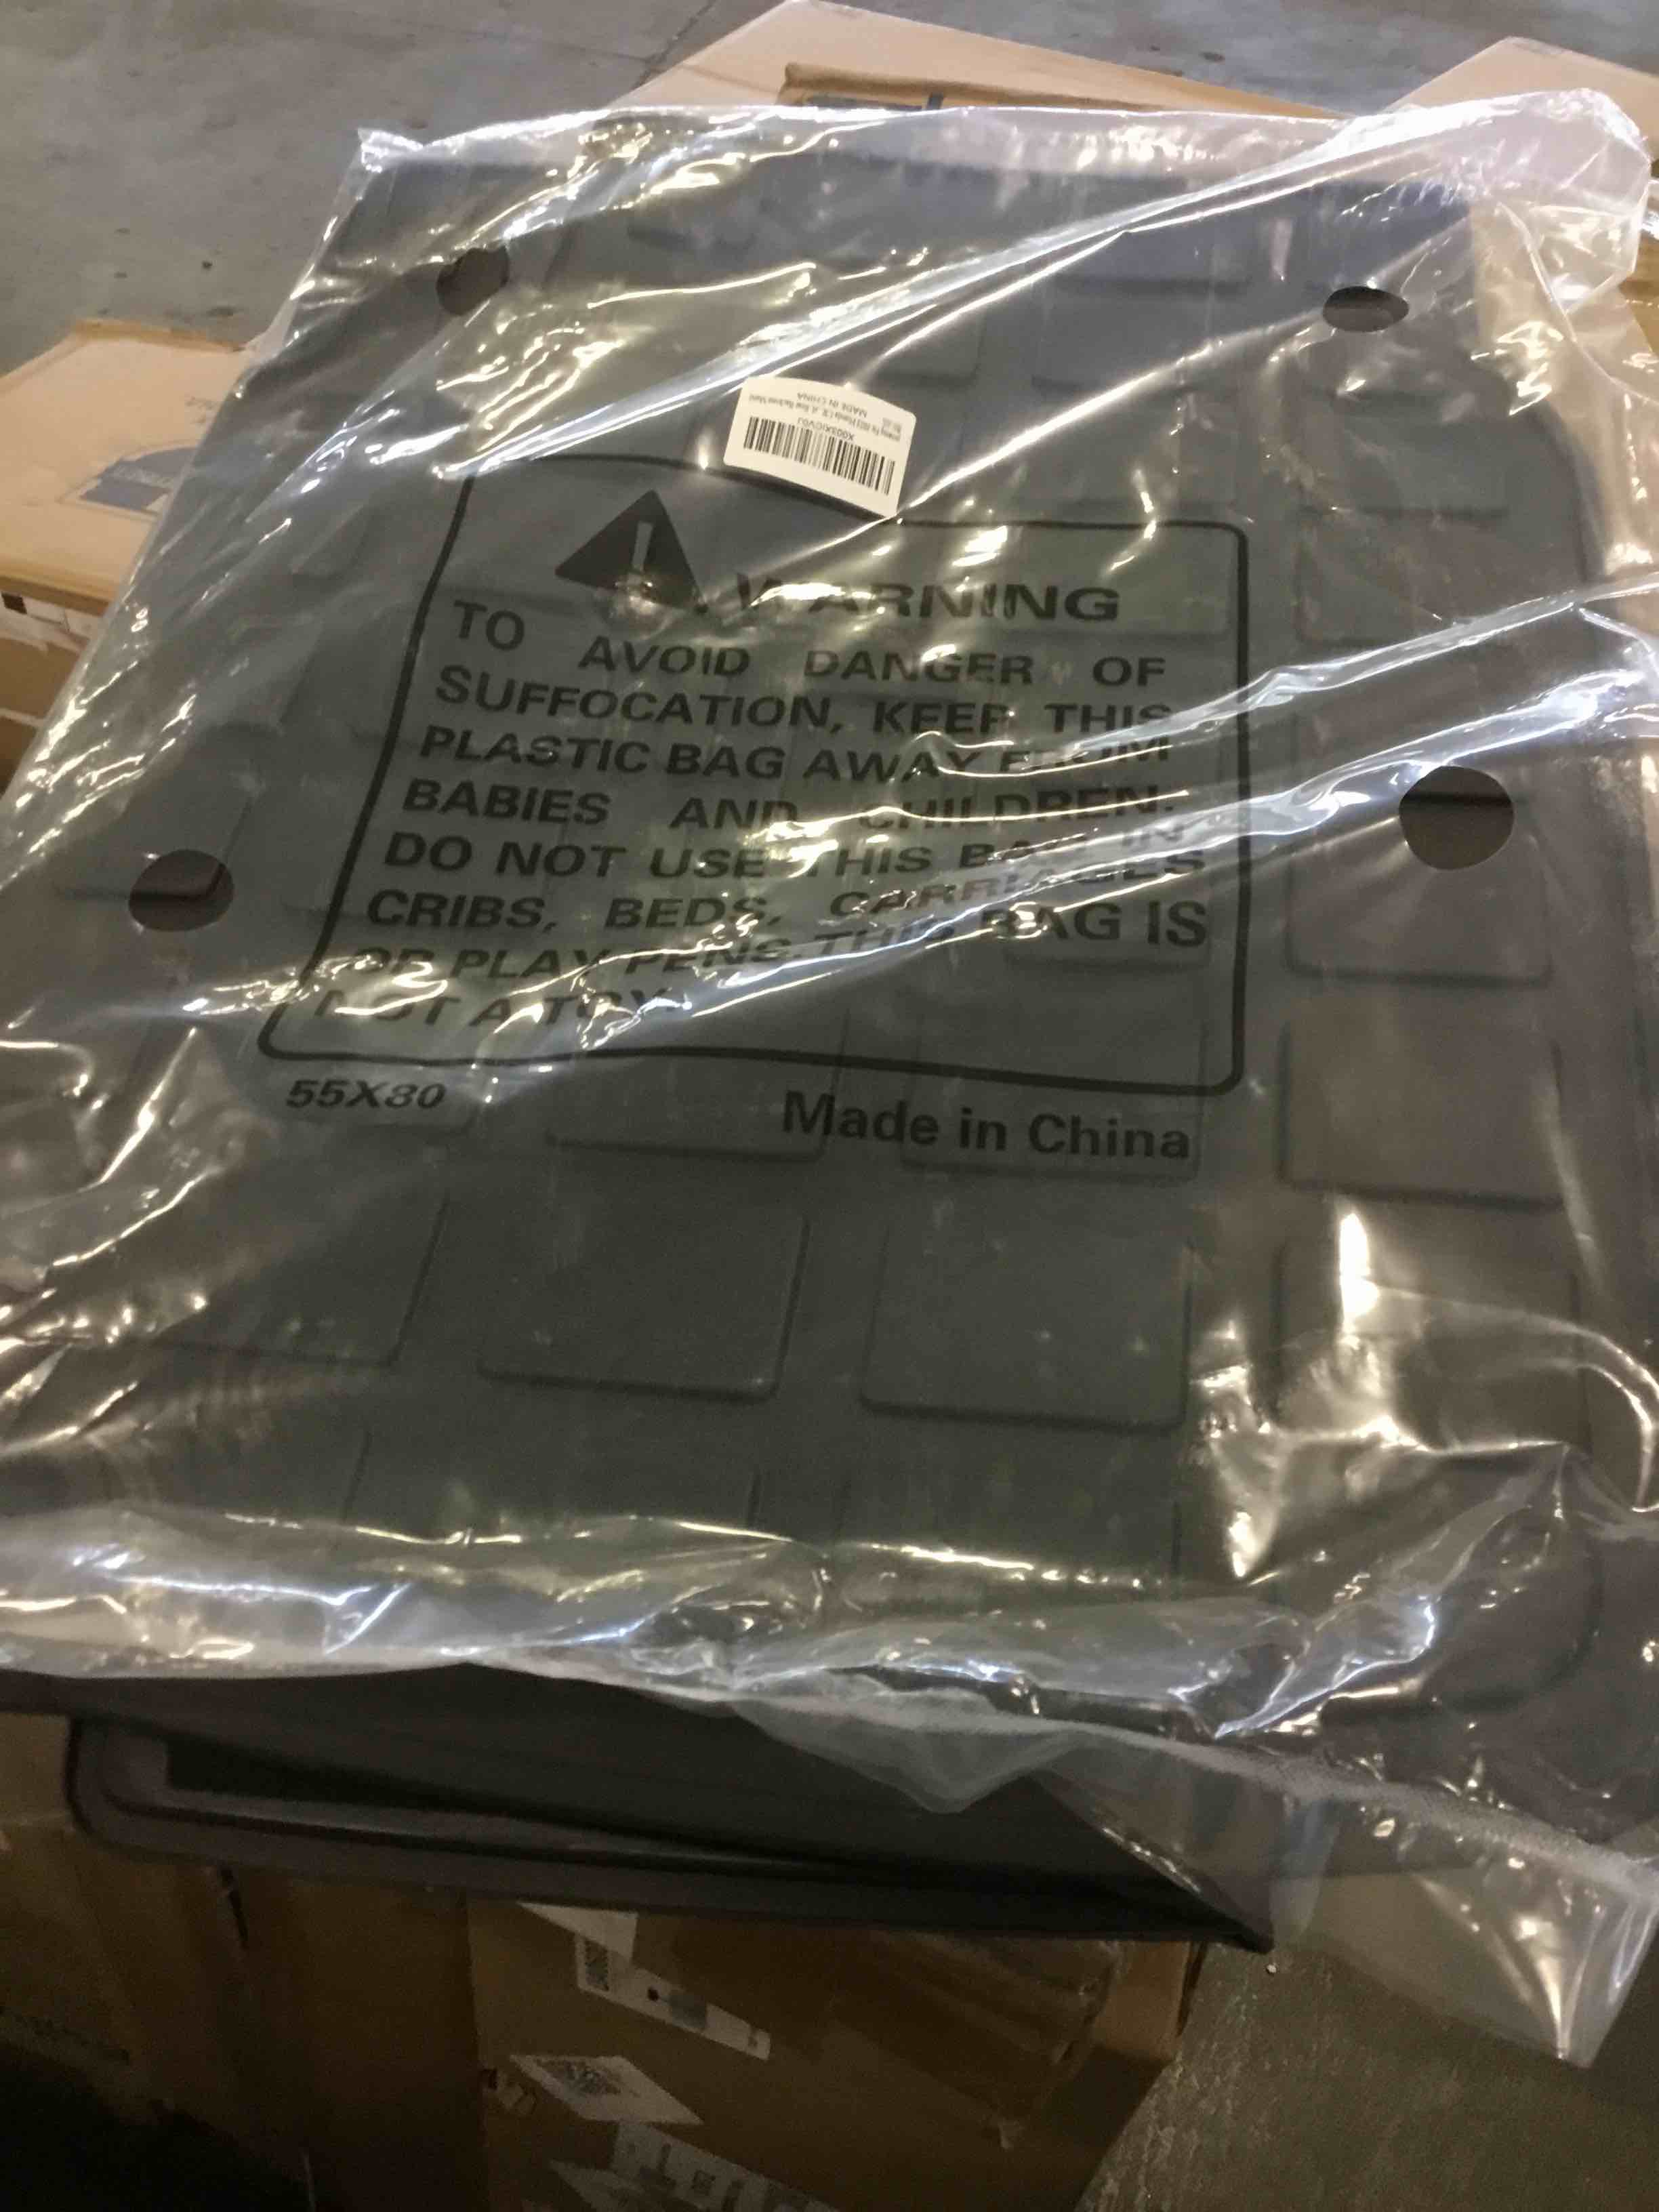 MADE IN CHINA
WARNING
TO AVOID DANGER OF
SUFFOCATION, KEEP THIS
PLASTIC BAG AWAY FROM
BABIES AND CHILDREN.
DO NOT USE THIS BAG IN
CRIBS, BEDS, CARRIAGES
OR PLAY PENS. THIS BAG IS
NOT A TOY.
55X80
Made in China